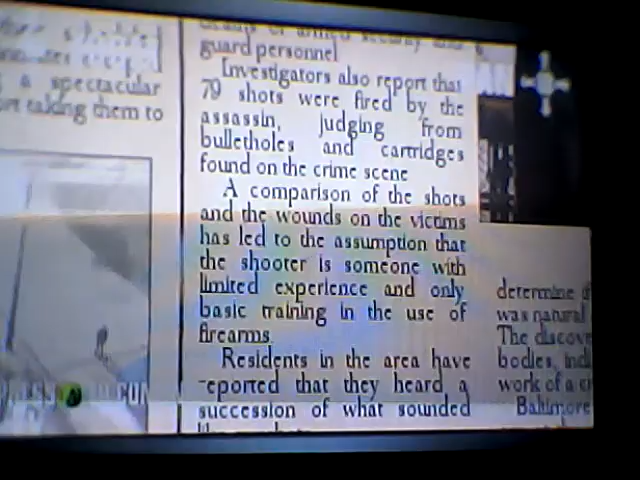 a spectacular
taking them to
guard personnel
Investigators also report that
79 shots were fired by the
assassin, judging from
bulletholes and cartridges
found on the crime scene
A comparison of the shots
and the wounds on the victims
has led to the assumption that
the shooter is someone with
limited experience and only
basic training in the use of
firearms.
Residents in the area have
reported that they heard a
succession of what sounded
determine
was natural
The
bodies,
work of a
Baltimore